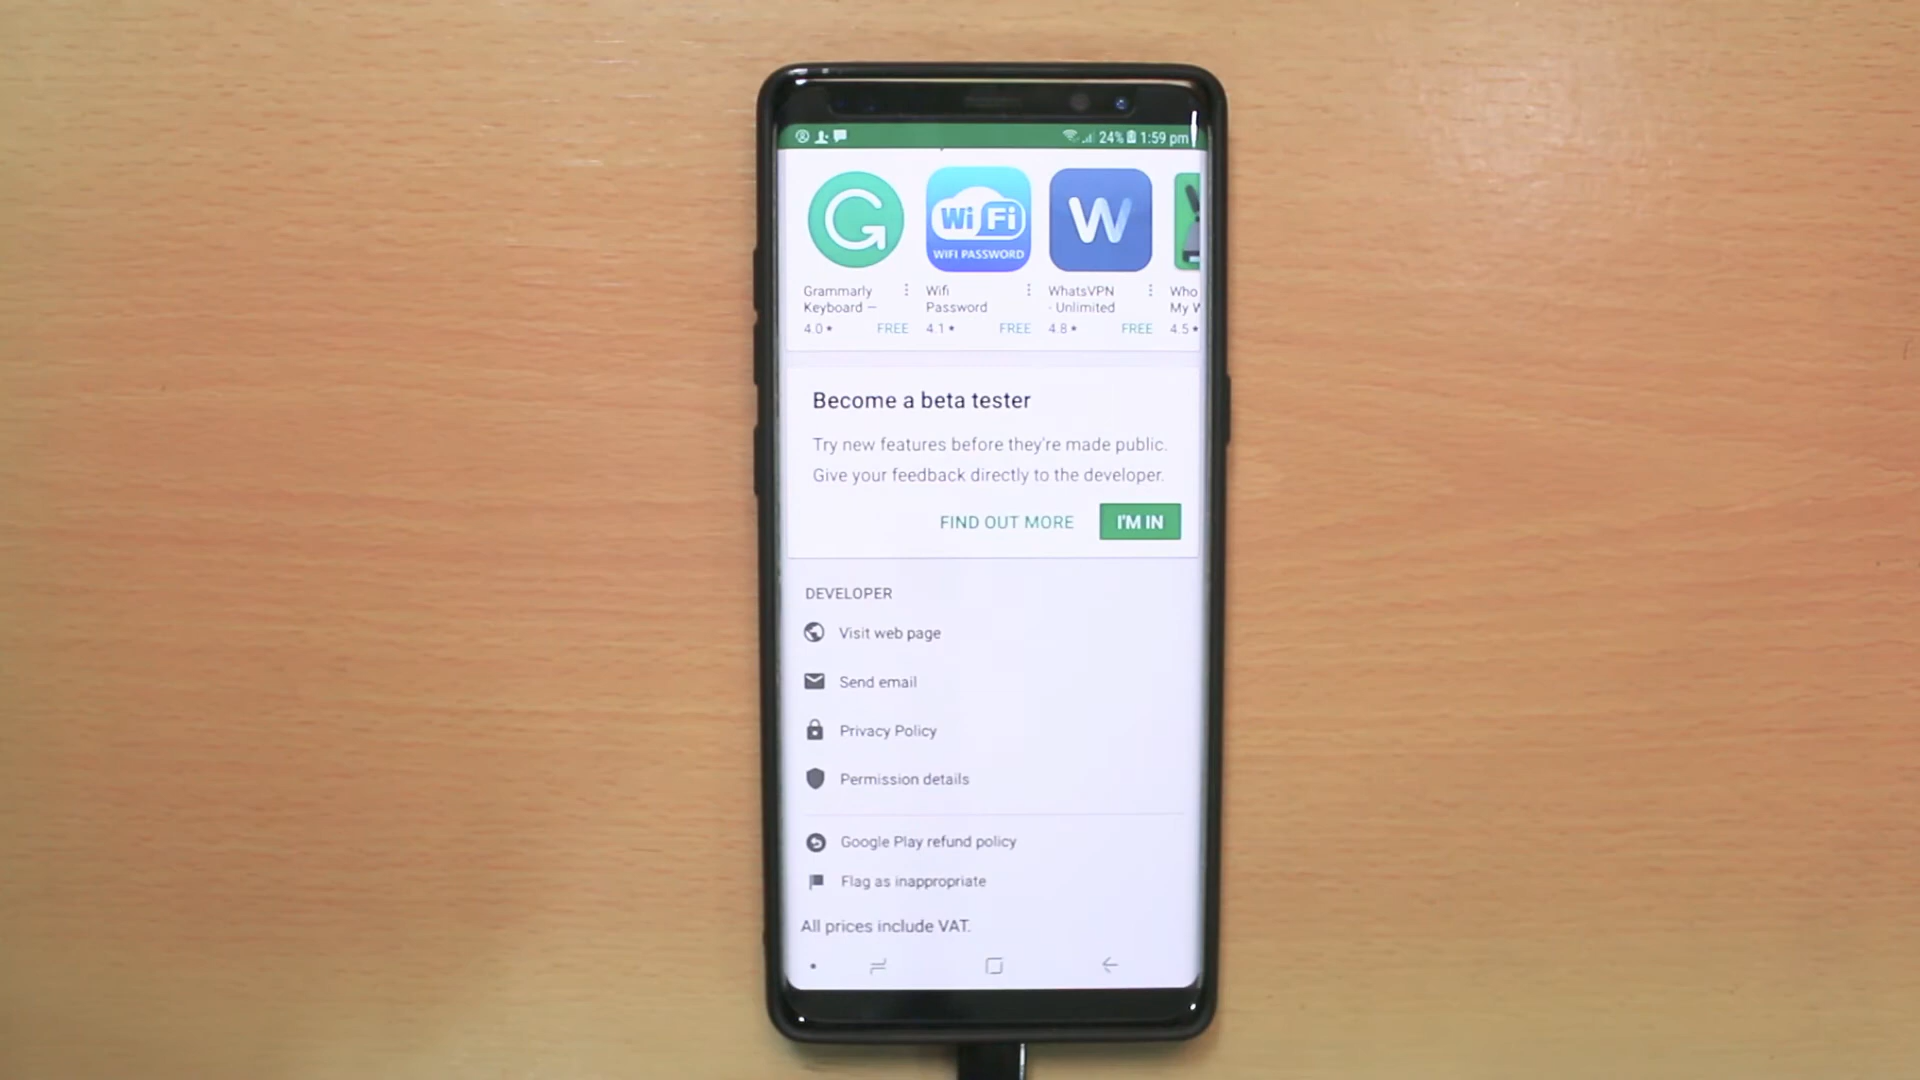 24% 1:59 pm
G
WiFi
WIFI PASSWORD
W
Grammarly
Keyboard —
4.0 ★ FREE
Wifi
Password
4.1 ★ FREE
WhatsVPN
- Unlimited
4.8 ★ FREE
Who
My W
4.5 ★
Become a beta tester
Try new features before they're made public.
Give your feedback directly to the developer.
FIND OUT MORE I'M IN
DEVELOPER
Visit web page
Send email
Privacy Policy
Permission details
Google Play refund policy
Flag as inappropriate
All prices include VAT.